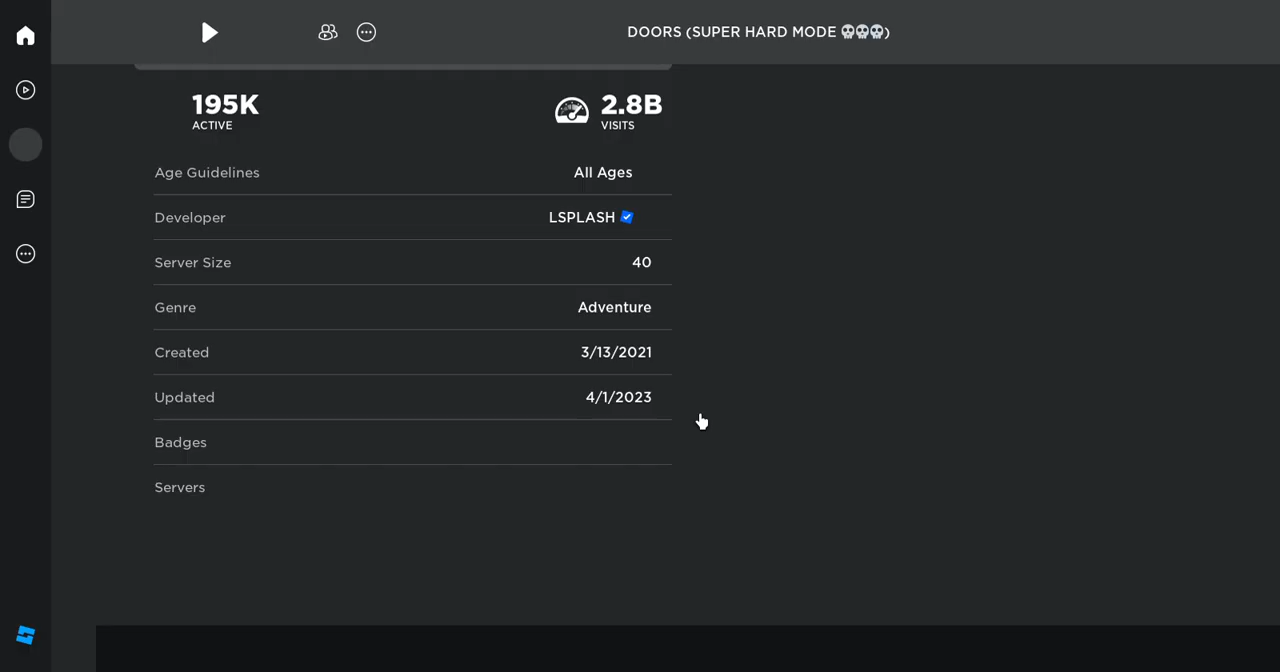 DOORS (SUPER HARD MODE 💀💀💀)
195K
ACTIVE
2.8B
VISITS
Age Guidelines
All Ages
Developer
LSPLASH
Server Size
40
Genre
Adventure
Created
3/13/2021
Updated
4/1/2023
Badges
Servers